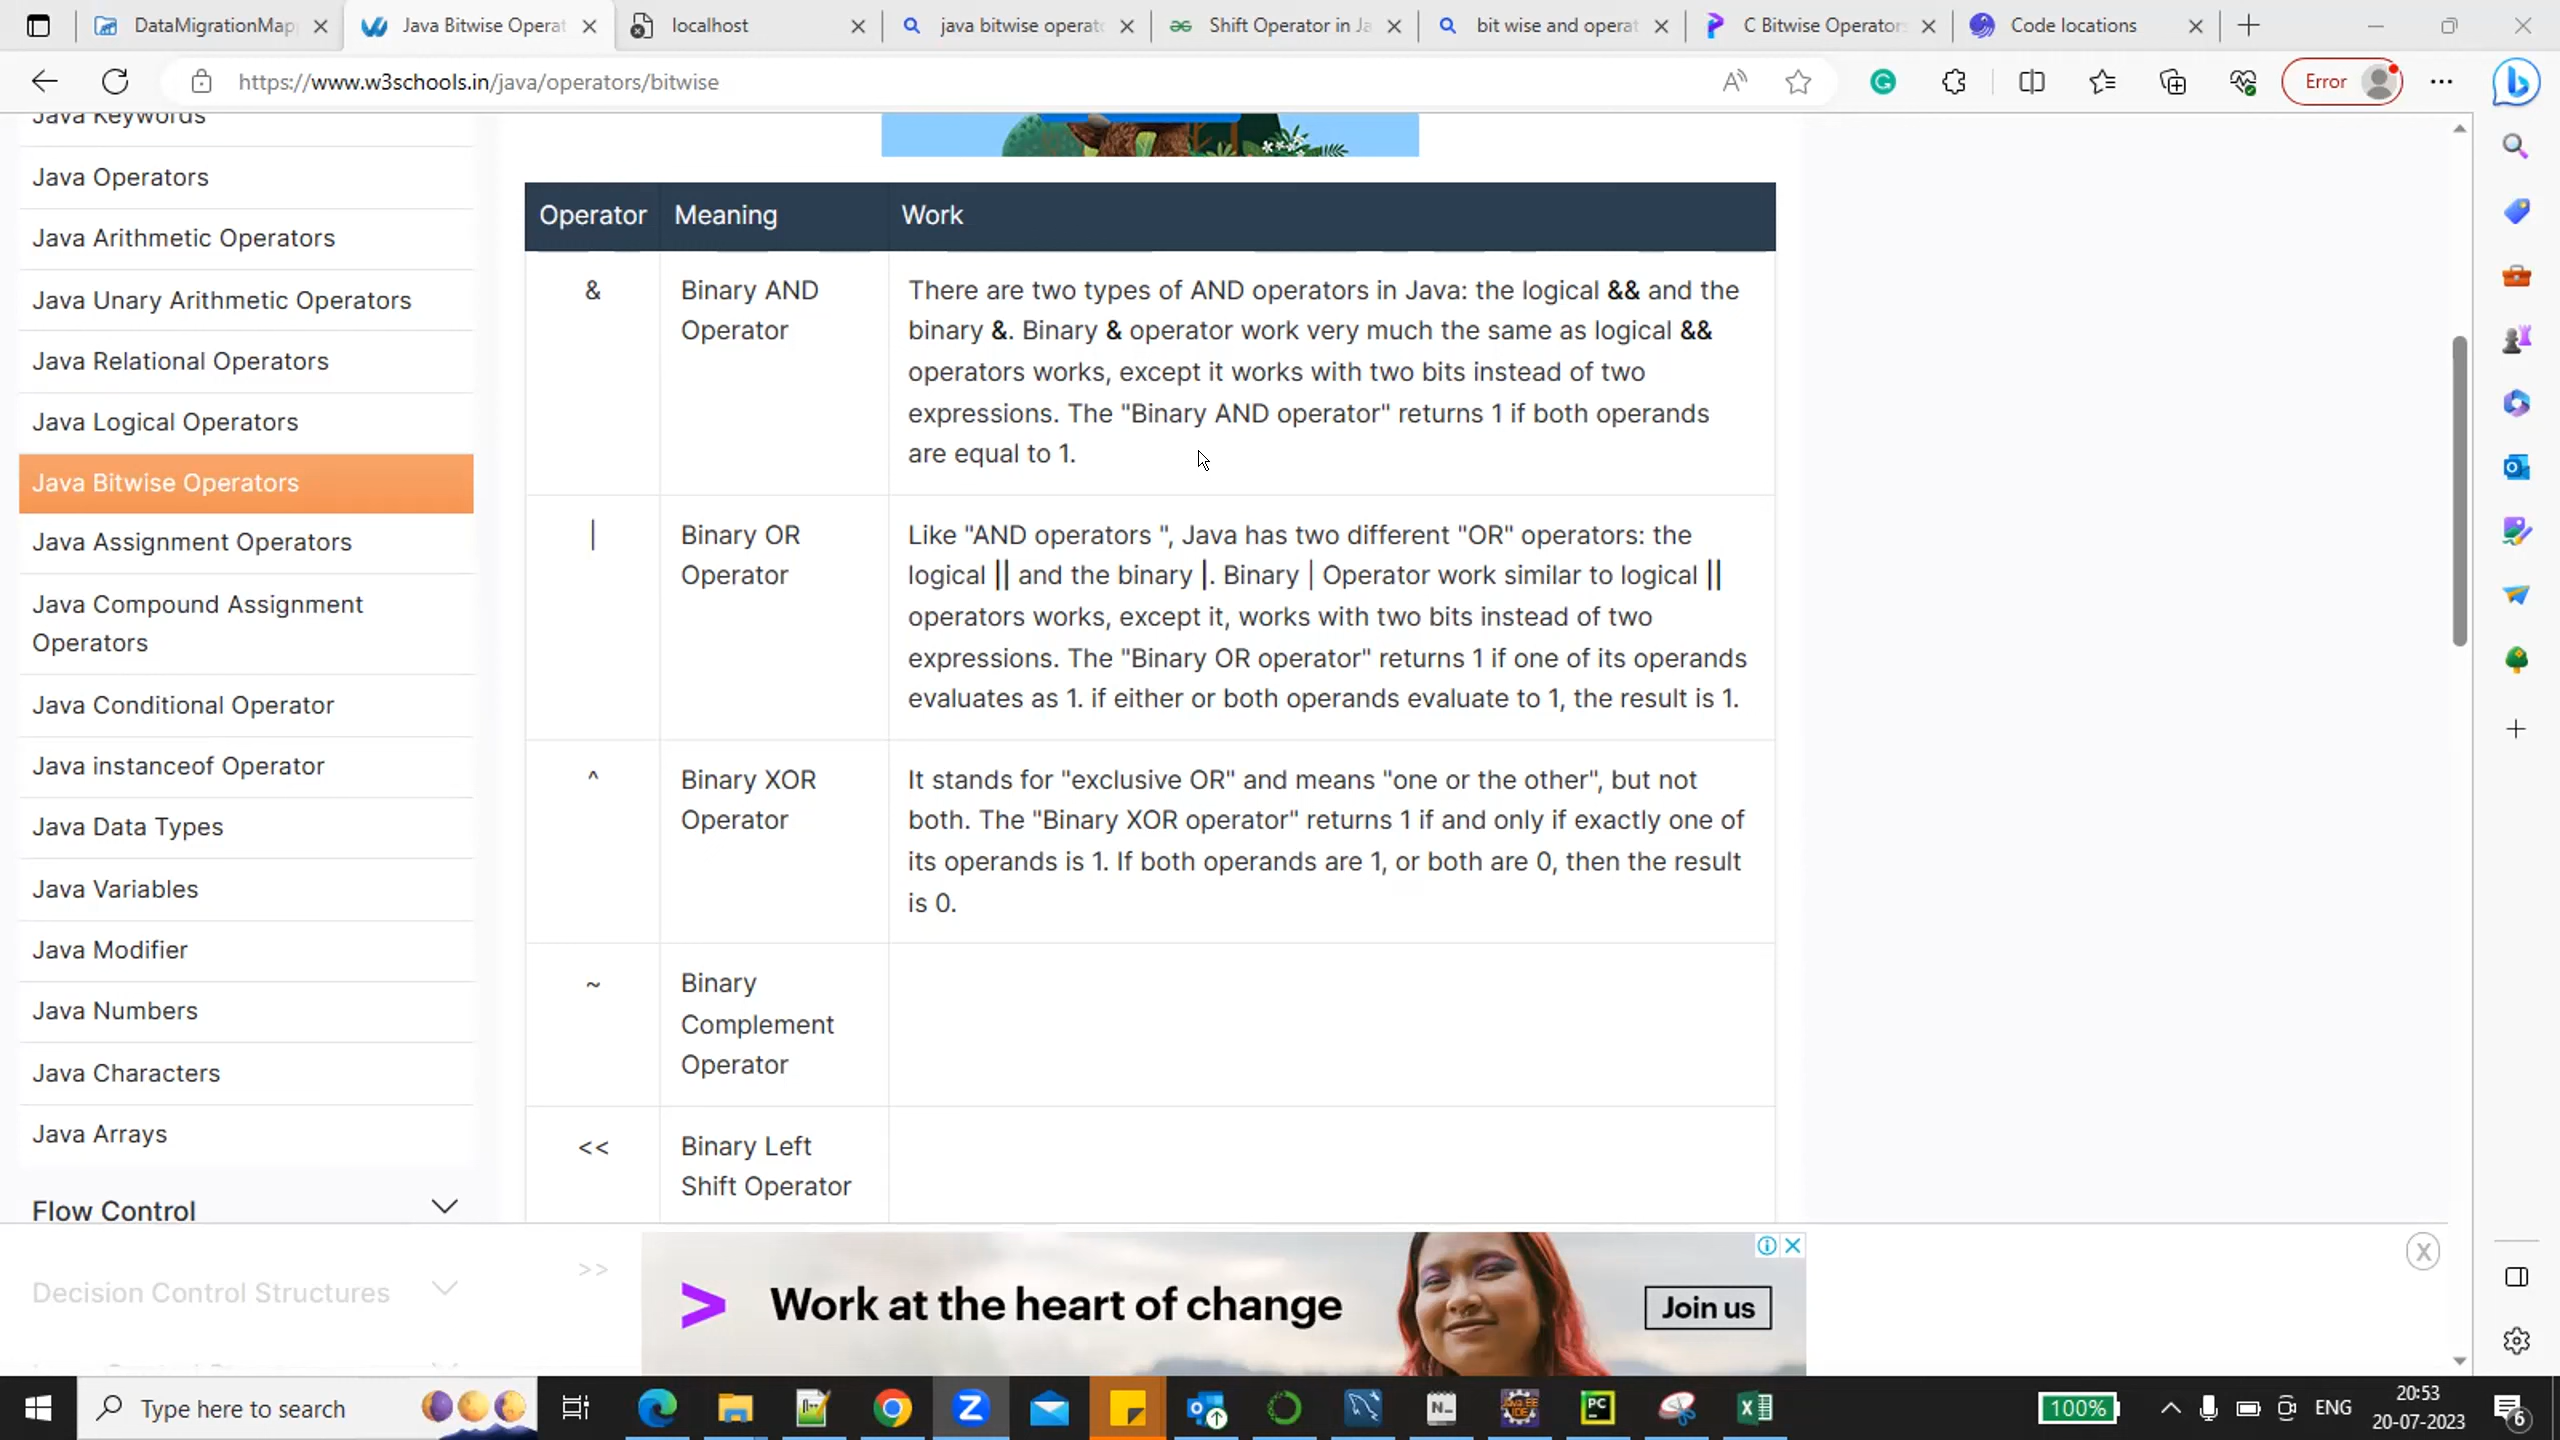 DataMigrationMap
Java Bitwise Operat
localhost
java bitwise operat
Shift Operator in Ja
bit wise and operat
C Bitwise Operators
Code locations
https://www.w3schools.in/java/operators/bitwise
Error
Java Keywords
Java Operators
Java Arithmetic Operators
Java Unary Arithmetic Operators
Java Relational Operators
Java Logical Operators
Java Bitwise Operators
Java Assignment Operators
Java Compound Assignment
Operators
Java Conditional Operator
Java instanceof Operator
Java Data Types
Java Variables
Java Modifier
Java Numbers
Java Characters
Java Arrays
Flow Control
Decision Control Structures
Operator Meaning Work
& Binary AND
Operator
There are two types of AND operators in Java: the logical && and the
binary &. Binary & operator work very much the same as logical &&
operators works, except it works with two bits instead of two
expressions. The "Binary AND operator" returns 1 if both operands
are equal to 1.
| Binary OR
Operator
Like "AND operators ", Java has two different "OR" operators: the
logical || and the binary |. Binary | Operator work similar to logical ||
operators works, except it, works with two bits instead of two
expressions. The "Binary OR operator" returns 1 if one of its operands
evaluates as 1. if either or both operands evaluate to 1, the result is 1.
^ Binary XOR
Operator
It stands for "exclusive OR" and means "one or the other", but not
both. The "Binary XOR operator" returns 1 if and only if exactly one of
its operands is 1. If both operands are 1, or both are 0, then the result
is 0.
~ Binary
Complement
Operator
<< Binary Left
Shift Operator
>>
> Work at the heart of change
Join us
Type here to search
100%
ENG
20:53
20-07-2023
6